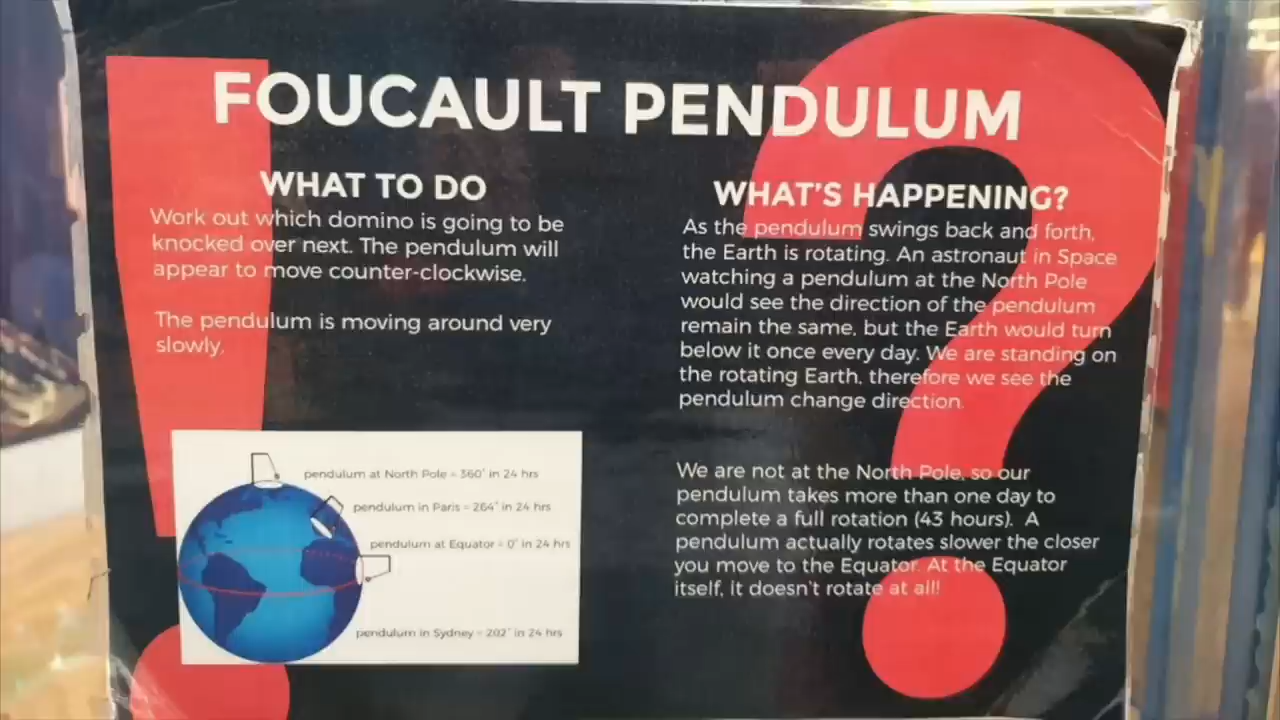 FOUCAULT PENDULUM
WHAT TO DO
Work out which domino is going to be
knocked over next. The pendulum will
appear to move counter-clockwise.
The pendulum is moving around very
slowly.
pendulum at North Pole = 360° in 24 hrs
pendulum in Paris = 264° in 24 hrs
pendulum at Equator = 0° in 24 hrs
pendulum in Sydney = 202° in 24 hrs
WHAT'S HAPPENING?
As the pendulum swings back and forth,
the Earth is rotating. An astronaut in Space
watching a pendulum at the North Pole
would see the direction of the pendulum
remain the same, but the Earth would turn
below it once every day. We are standing on
the rotating Earth, therefore we see the
pendulum change direction.
We are not at the North Pole, so our
pendulum takes more than one day to
complete a full rotation (43 hours). A
pendulum actually rotates slower the closer
you move to the Equator. At the Equator
itself, it doesn't rotate at all!